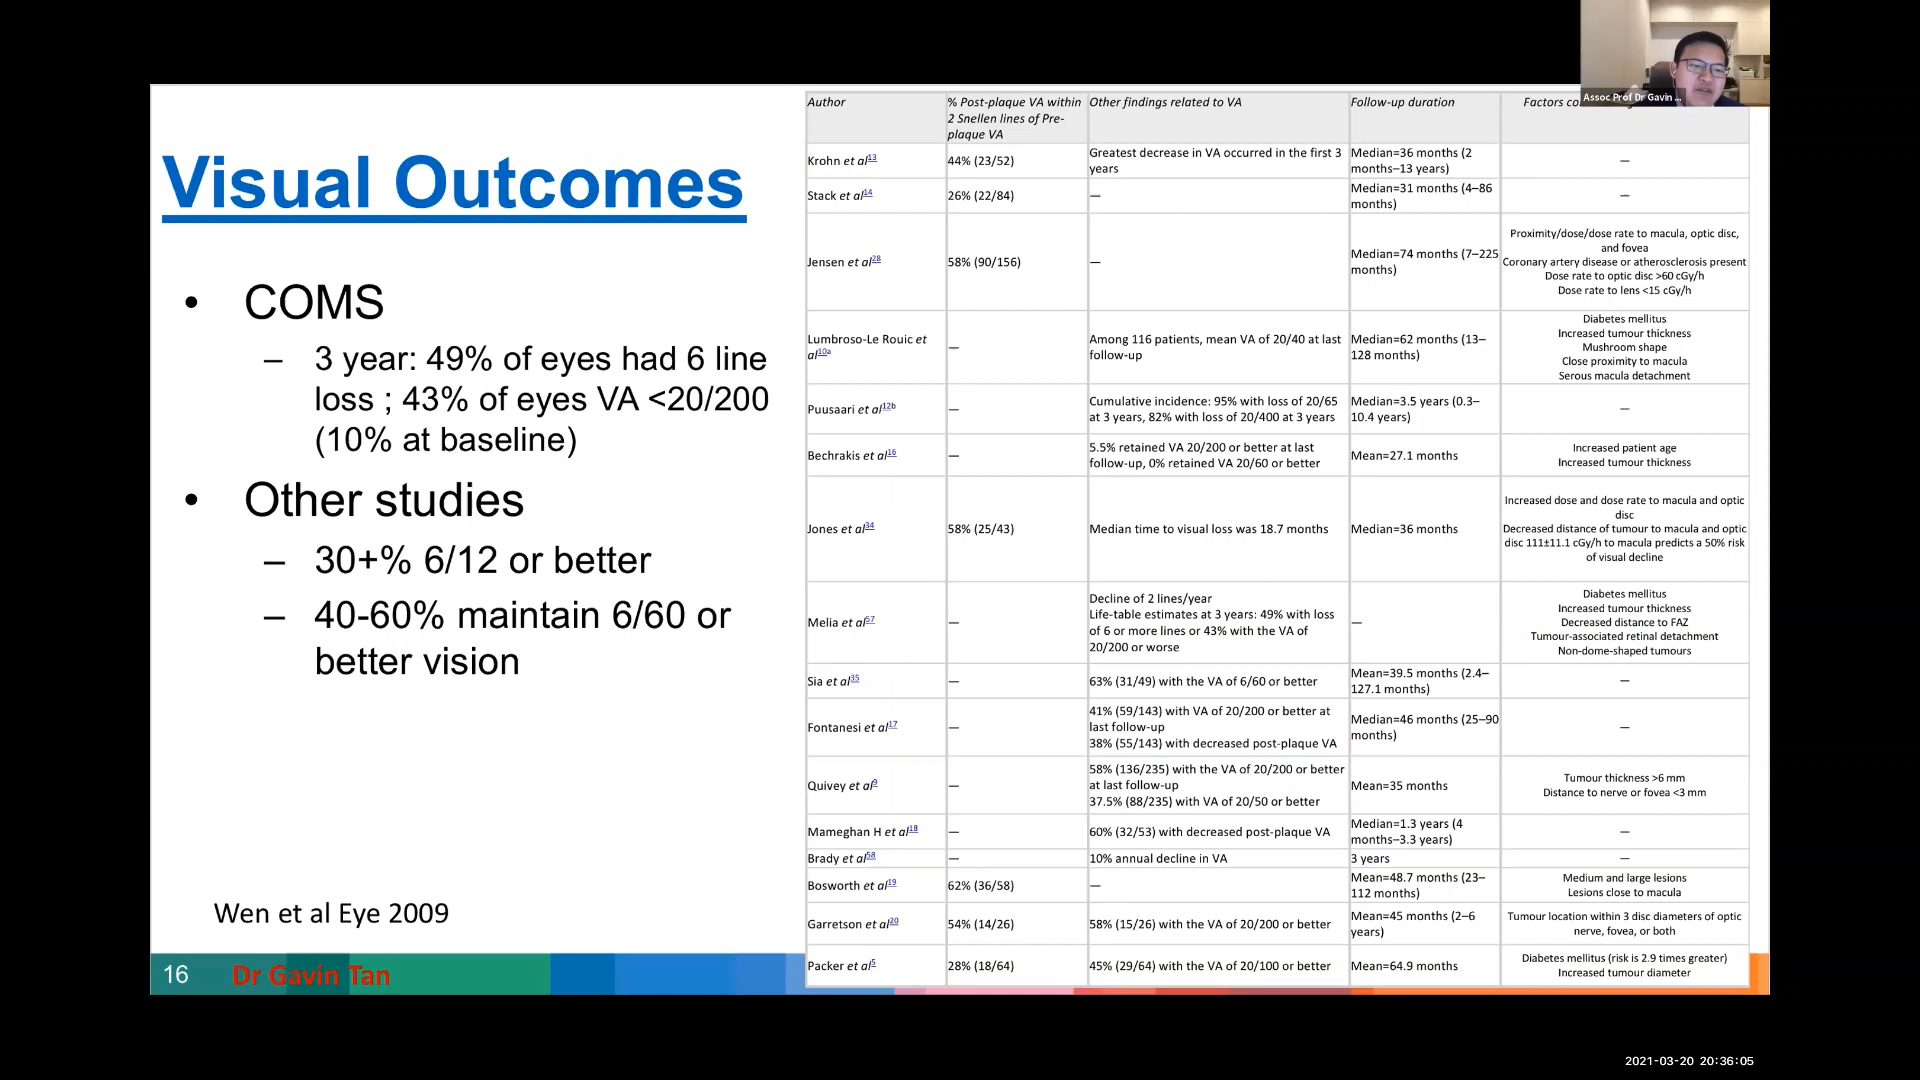 Assoc Prof Dr Gavin ...
Visual Outcomes
• COMS
– 3 year: 49% of eyes had 6 line
loss ; 43% of eyes VA <20/200
(10% at baseline)
• Other studies
– 30+% 6/12 or better
– 40-60% maintain 6/60 or
better vision
Wen et al Eye 2009
16 Dr Gavin Tan
Author
% Post-plaque VA within
2 Snellen lines of Pre-
plaque VA
Other findings related to VA
Follow-up duration
Factors
Krohn et al13
44% (23/52)
Greatest decrease in VA occurred in the first 3
years
Median=36 months (2
months–13 years)
—
Stack et al14
26% (22/84)
—
Median=31 months (4–86
months)
—
Jensen et al28
58% (90/156)
—
Median=74 months (7–225
months)
Proximity/dose/dose rate to macula, optic disc,
and fovea
Coronary artery disease or atherosclerosis present
Dose rate to optic disc >60 cGy/h
Dose rate to lens <15 cGy/h
Lumbroso-Le Rouic et
al10a
—
Among 116 patients, mean VA of 20/40 at last
follow-up
Median=62 months (13–
128 months)
Diabetes mellitus
Increased tumour thickness
Mushroom shape
Close proximity to macula
Serous macula detachment
Puusaari et al12b
—
Cumulative incidence: 95% with loss of 20/65
at 3 years, 82% with loss of 20/400 at 3 years
Median=3.5 years (0.3–
10.4 years)
—
Bechrakis et al16
—
5.5% retained VA 20/200 or better at last
follow-up, 0% retained VA 20/60 or better
Mean=27.1 months
Increased patient age
Increased tumour thickness
Jones et al34
58% (25/43)
Median time to visual loss was 18.7 months
Median=36 months
Increased dose and dose rate to macula and optic
disc
Decreased distance of tumour to macula and optic
disc 111±11.1 cGy/h to macula predicts a 50% risk
of visual decline
Melia et al57
—
Decline of 2 lines/year
Life-table estimates at 3 years: 49% with loss
of 6 or more lines or 43% with the VA of
20/200 or worse
—
Diabetes mellitus
Increased tumour thickness
Decreased distance to FAZ
Tumour-associated retinal detachment
Non-dome-shaped tumours
Sia et al35
—
63% (31/49) with the VA of 6/60 or better
Mean=39.5 months (2.4–
127.1 months)
—
Fontanesi et al17
—
41% (59/143) with VA of 20/200 or better at
last follow-up
38% (55/143) with decreased post-plaque VA
Median=46 months (25–90
months)
—
Quivey et al9
—
58% (136/235) with the VA of 20/200 or better
at last follow-up
37.5% (88/235) with VA of 20/50 or better
Mean=35 months
Tumour thickness >6 mm
Distance to nerve or fovea <3 mm
Mameghan H et al18
—
60% (32/53) with decreased post-plaque VA
Median=1.3 years (4
months–3.3 years)
—
Brady et al58
—
10% annual decline in VA
3 years
—
Bosworth et al19
62% (36/58)
—
Mean=48.7 months (23–
112 months)
Medium and large lesions
Lesions close to macula
Garretson et al20
54% (14/26)
58% (15/26) with the VA of 20/200 or better
Mean=45 months (2–6
years)
Tumour location within 3 disc diameters of optic
nerve, fovea, or both
Packer et al5
28% (18/64)
45% (29/64) with the VA of 20/100 or better
Mean=64.9 months
Diabetes mellitus (risk is 2.9 times greater)
Increased tumour diameter
2021-03-20 20:36:05